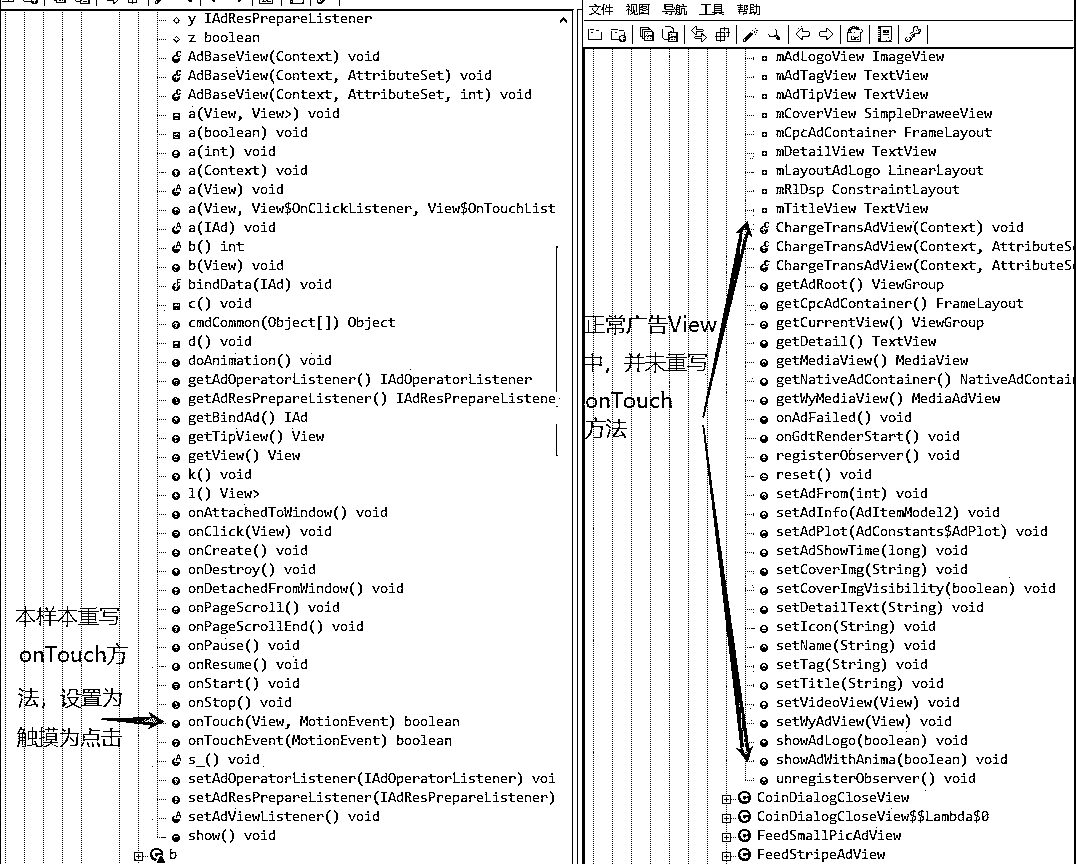 y IAdResPrepareListener
z boolean
AdBaseView(Context) void
AdBaseView(Context, AttributeSet) void
AdBaseView(Context, AttributeSet, int) void
a(View, View>) void
a(boolean) void
a(int) void
a(Context) void
a(View) void
a(View, View$OnClickListener, View$OnTouchList
a(IAd) void
b() int
b(View) void
bindData(IAd) void
c() void
cmdCommon(Object[]) Object
d() void
doAnimation() void
getAdOperatorListener() IAdOperatorListener
getAdResPrepareListener() IAdResPrepareListene
getBindAd() IAd
getTipView() View
getView() View
k() void
l() View>
onAttachedToWindow() void
onClick(View) void
onCreate() void
onDestroy() void
onDetachedFromWindow() void
onPageScroll() void
onPageScrollEnd() void
onPause() void
onResume() void
onStart() void
onStop() void
onTouch(View, MotionEvent) boolean
onTouchEvent(MotionEvent) boolean
s_() void
setAdOperatorListener(IAdOperatorListener) voi
setAdResPrepareListener(IAdResPrepareListener)
setAdViewListener() void
show() void
b
本样本重写
onTouch方
法，设置为
触摸为点击
文件 视图 导航 工具 帮助
mAdLogoView ImageView
mAdTagView TextView
mAdTipView TextView
mCoverView SimpleDraweeView
mCpcAdContainer FrameLayout
mDetailView TextView
mLayoutAdLogo LinearLayout
mRlDsp ConstraintLayout
mTitleView TextView
ChargeTransAdView(Context) void
ChargeTransAdView(Context, AttributeS
ChargeTransAdView(Context, AttributeS
getAdRoot() ViewGroup
getCpcAdContainer() FrameLayout
getCurrentView() ViewGroup
getDetail() TextView
getMediaView() MediaView
getNativeAdContainer() NativeAdContai
getWyMediaView() MediaAdView
onAdFailed() void
onGdtRenderStart() void
registerObserver() void
reset() void
setAdFrom(int) void
setAdInfo(AdItemModel2) void
setAdPlot(AdConstants$AdPlot) void
setAdShowTime(long) void
setCoverImg(String) void
setCoverImgVisibility(boolean) void
setDetailText(String) void
setIcon(String) void
setName(String) void
setTag(String) void
setTitle(String) void
setVideoView(View) void
setWyAdView(View) void
showAdLogo(boolean) void
showAdWithAnima(boolean) void
unregisterObserver() void
CoinDialogCloseView
CoinDialogCloseView$$Lambda$0
FeedSmallPicAdView
FeedStripeAdView
正常广告View
中，并未重写
onTouch
方法